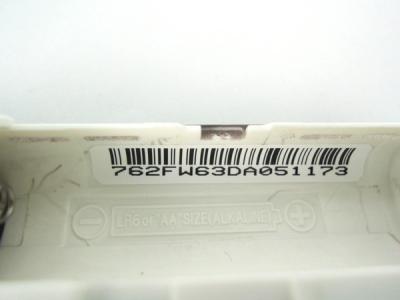 762FW63DA051173
LR6 or "AA" SIZE (ALKALINE)